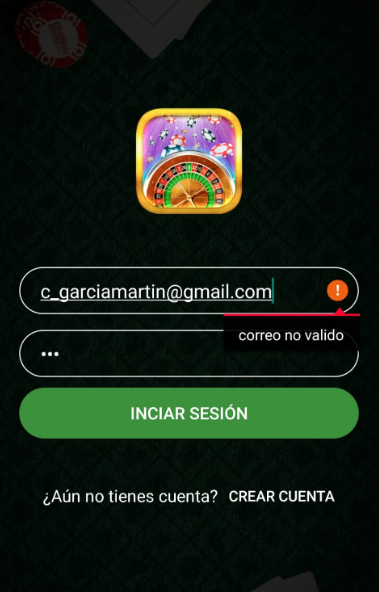 c_garciamartin@gmail.com
correo no valido
•••
INCIAR SESIÓN
¿Aún no tienes cuenta? CREAR CUENTA